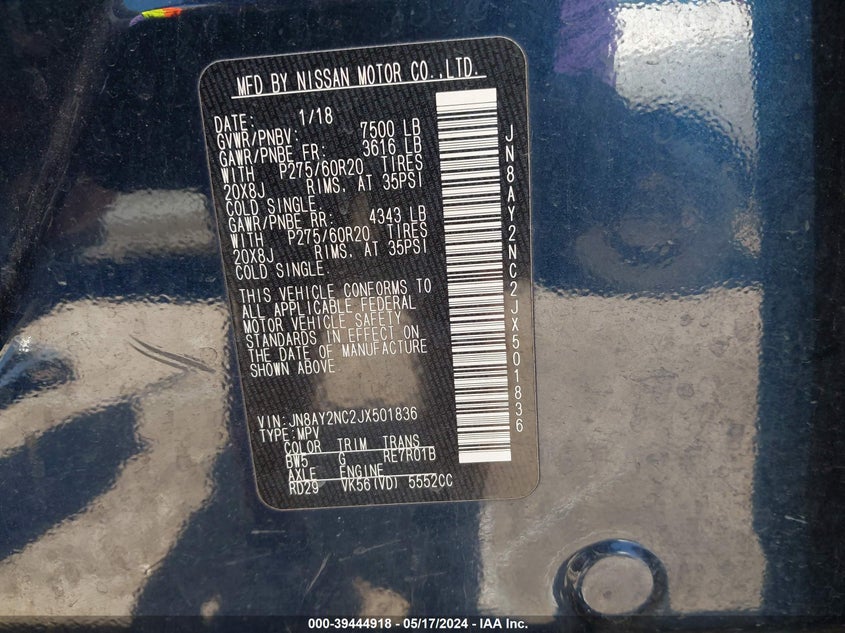 MFD BY NISSAN MOTOR CO.,LTD.
DATE: 1/18
GVWR/PNBV: 7500 LB
GAWR/PNBE FR: 3616 LB
WITH P275/60R20 TIRES
20X8J RIMS, AT 35PSI
COLD SINGLE.
GAWR/PNBE RR: 4343 LB
WITH P275/60R20 TIRES
20X8J RIMS, AT 35PSI
COLD SINGLE.
THIS VEHICLE CONFORMS TO
ALL APPLICABLE FEDERAL
MOTOR VEHICLE SAFETY
STANDARDS IN EFFECT ON
THE DATE OF MANUFACTURE
SHOWN ABOVE.
VIN: JN8AY2NC2JX501836
TYPE: MPV
COLOR TRIM TRANS
BW5 G RE7R01B
AXLE ENGINE
RD29 VK56(VD) 5552CC
JN8AY2NC2JX501836
000-39444918 - 05/17/2024 - IAA Inc.